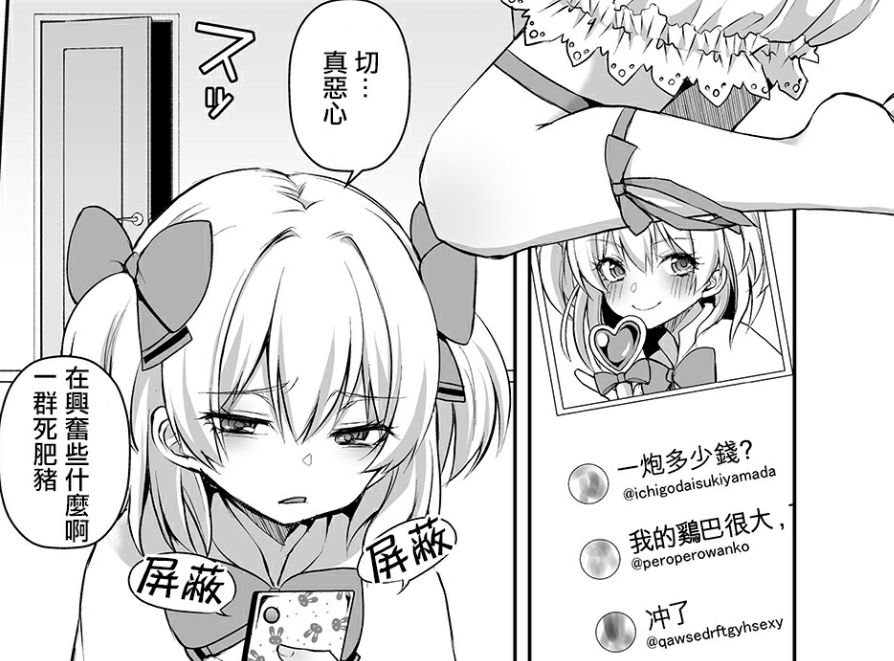 スッ
切…
真惡心
在興奮些什麼啊
一群死肥豬
屏蔽
屏蔽
一炮多少錢？
@ichigodaisukiyamada
我的鷄巴很大，
@peroperowanko
冲了
@qawsedrftgyhsexy